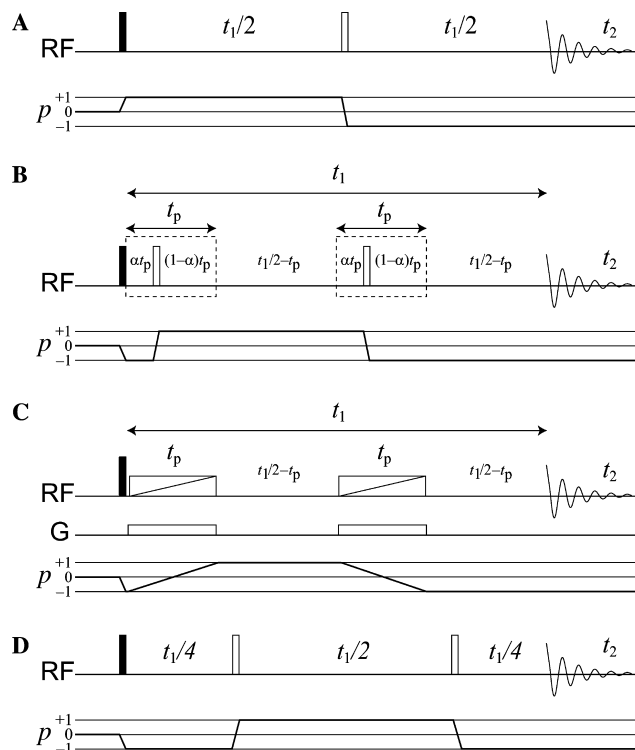 A
t₁/2 t₁/2 t₂
RF
+1
p 0
−1
B
t₁
tₚ tₚ
αtₚ (1−α)tₚ t₁/2−tₚ αtₚ (1−α)tₚ t₁/2−tₚ t₂
RF
+1
p 0
−1
C
t₁
tₚ t₁/2−tₚ tₚ t₁/2−tₚ t₂
RF
G
+1
p 0
−1
D
t₁/4 t₁/2 t₁/4 t₂
RF
+1
p 0
−1